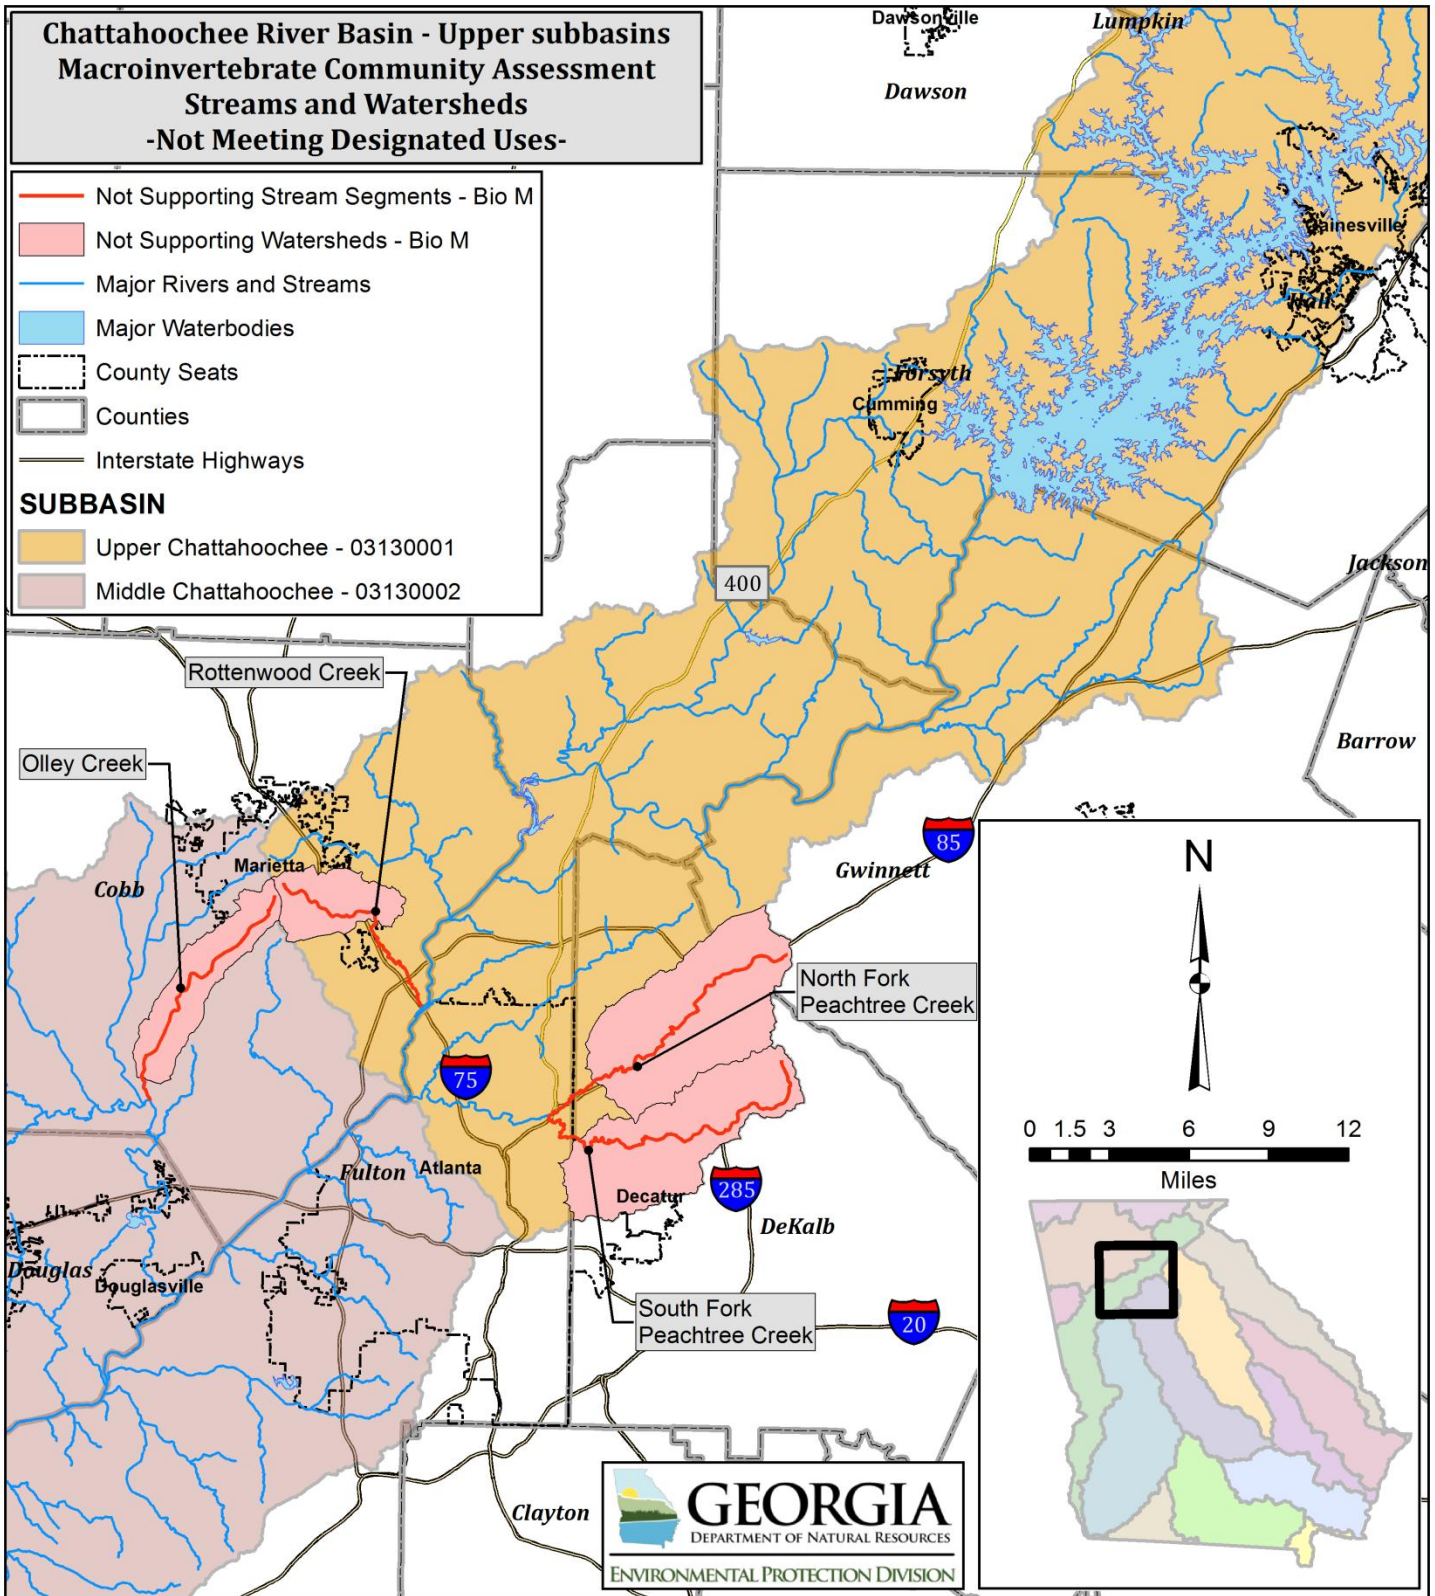 Chattahoochee River Basin - Upper subbasins
Macroinvertebrate Community Assessment
Streams and Watersheds
-Not Meeting Designated Uses-
Not Supporting Stream Segments - Bio M
Not Supporting Watersheds - Bio M
Major Rivers and Streams
Major Waterbodies
County Seats
Counties
Interstate Highways
SUBBASIN
Upper Chattahoochee - 03130001
Middle Chattahoochee - 03130002
Dawsonville
Lumpkin
Dawson
Gainesville
Hall
Forsyth
Cumming
400
Jackson
Barrow
Rottenwood Creek
Olley Creek
Marietta
Cobb
85
Gwinnett
North Fork
Peachtree Creek
75
Fulton
Atlanta
Decatur
285
DeKalb
Douglas
Douglasville
South Fork
Peachtree Creek
20
Clayton
N
0 1.5 3 6 9 12
Miles
GEORGIA
DEPARTMENT OF NATURAL RESOURCES
ENVIRONMENTAL PROTECTION DIVISION